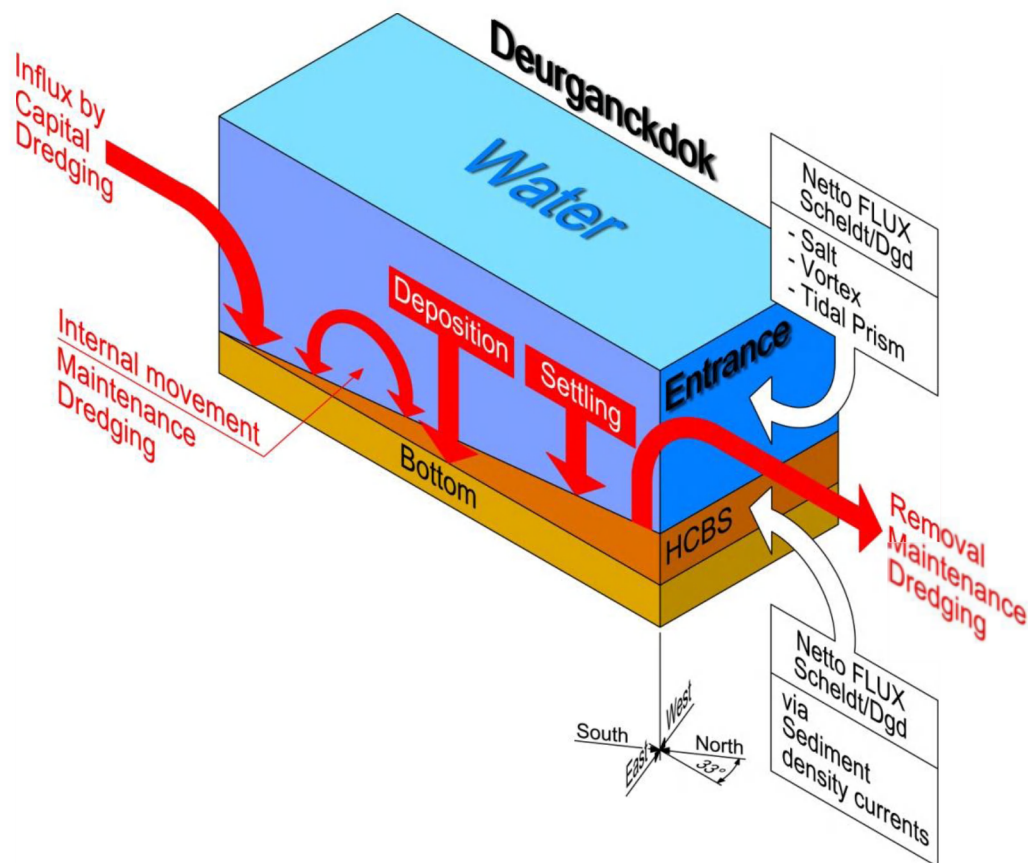 Deurganckdok
Water
Influx by
Capital
Dredging
Netto FLUX
Scheldt/Dgd
- Salt
- Vortex
- Tidal Prism
Deposition
Settling
Entrance
Internal movement
Maintenance
Dredging
Bottom
HCBS
Removal
Maintenance
Dredging
Netto FLUX
Scheldt/Dgd
via
Sediment
density currents
West
South
North
East
33°